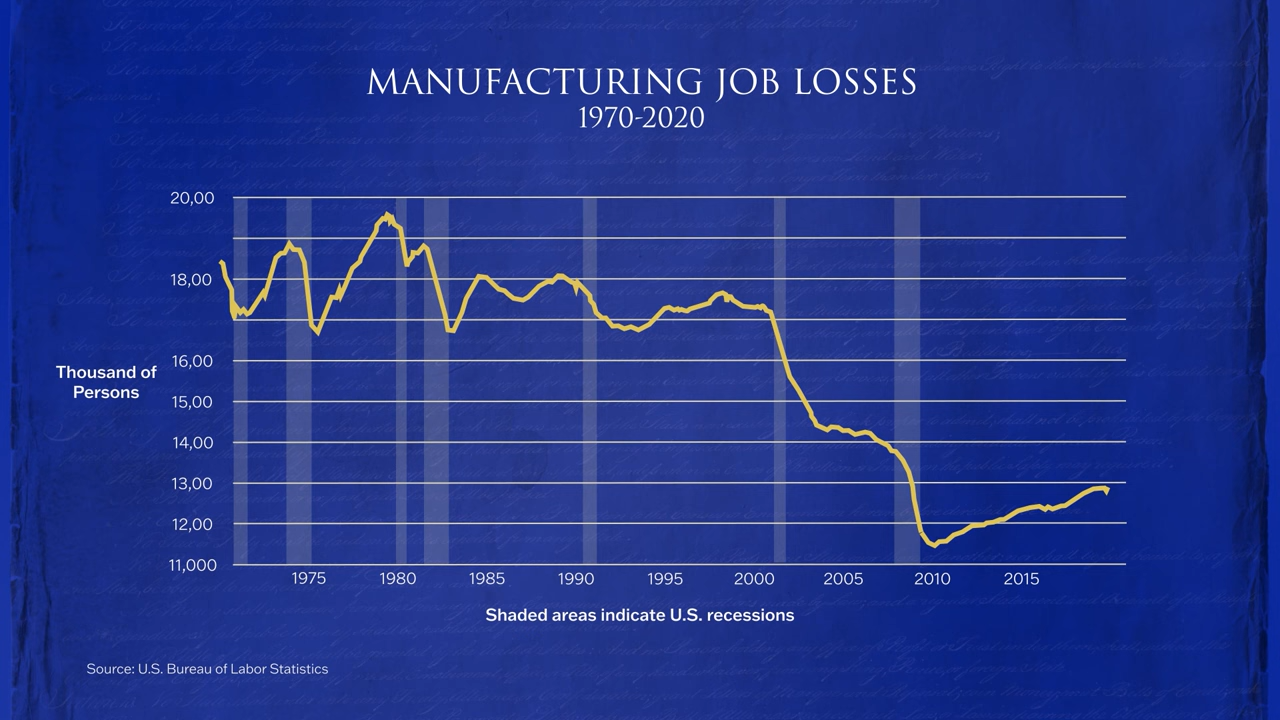 MANUFACTURING JOB LOSSES
1970-2020
20,00
18,00
16,00
15,00
14,00
13,00
12,00
11,000
Thousand of
Persons
1975 1980 1985 1990 1995 2000 2005 2010 2015
Shaded areas indicate U.S. recessions
Source: U.S. Bureau of Labor Statistics